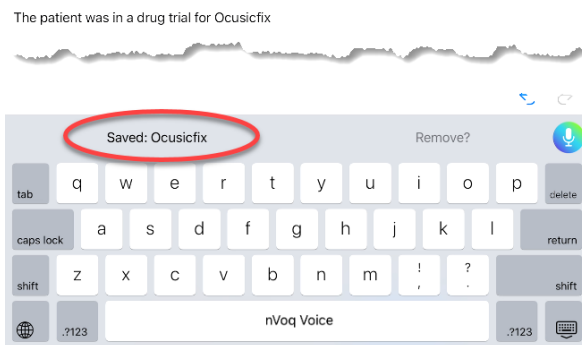 The patient was in a drug trial for Ocusicfix
Saved: Ocusicfix Remove?
tab q w e r t y u i o p delete
caps lock a s d f g h j k l return
shift z x c v b n m ! , ? . shift
.?123 nVoq Voice .?123